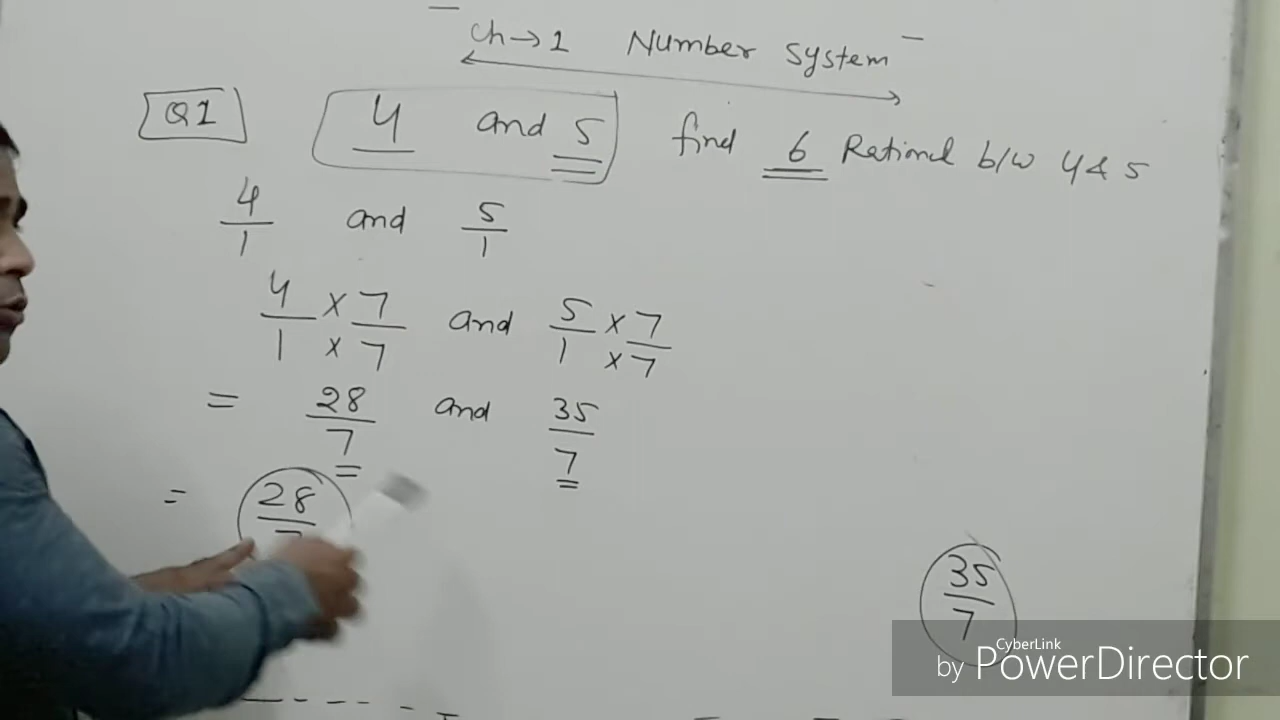 Ch→1 Number System
Q1 4 and 5 find 6 Rational b/w 4 & 5
4/1 and 5/1
4/1 × 7/7 and 5/1 × 7/7
= 28/7 and 35/7
= 28/7 35/7
CyberLink
by PowerDirector